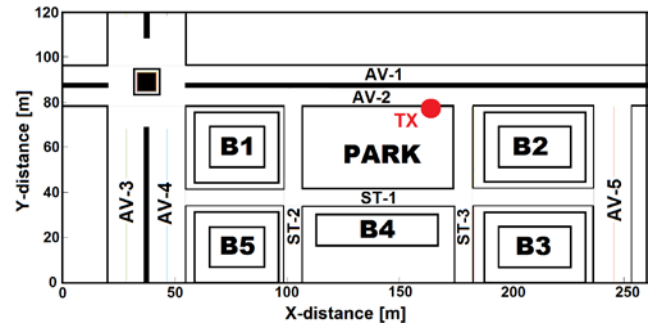 120
100
80
60
40
20
0
Y-distance [m]
AV-1
AV-2
TX
B1
PARK
B2
AV-3
AV-4
ST-1
AV-5
B5
ST-2
B4
ST-3
B3
0
50
100
150
200
250
X-distance [m]